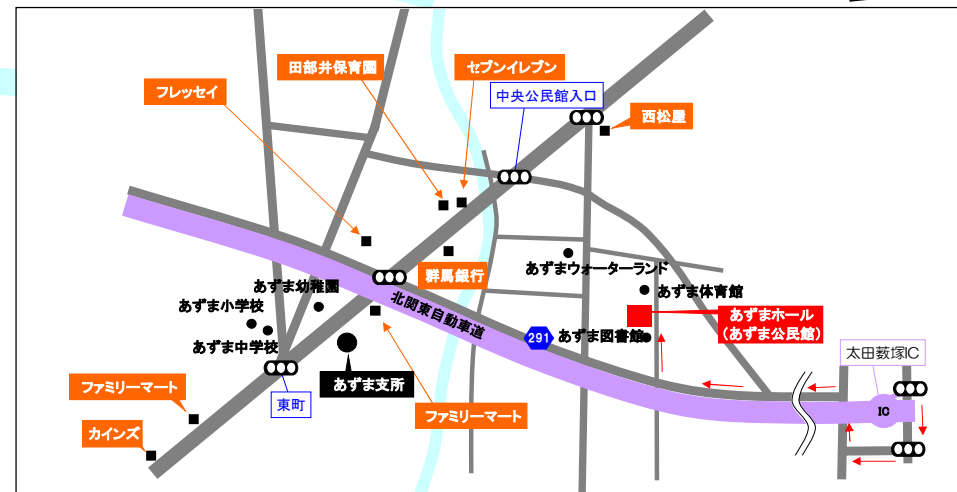 田部井保育園
セブンイレブン
フレッセイ
中央公民館入口
西松屋
群馬銀行
あずまウォーターランド
あずま幼稚園
あずま体育館
あずま小学校
北関東自動車道
あずまホール
(あずま公民館)
291
あずま図書館
あずま中学校
太田薮塚IC
あずま支所
東町
ファミリーマート
ファミリーマート
IC
カインズ